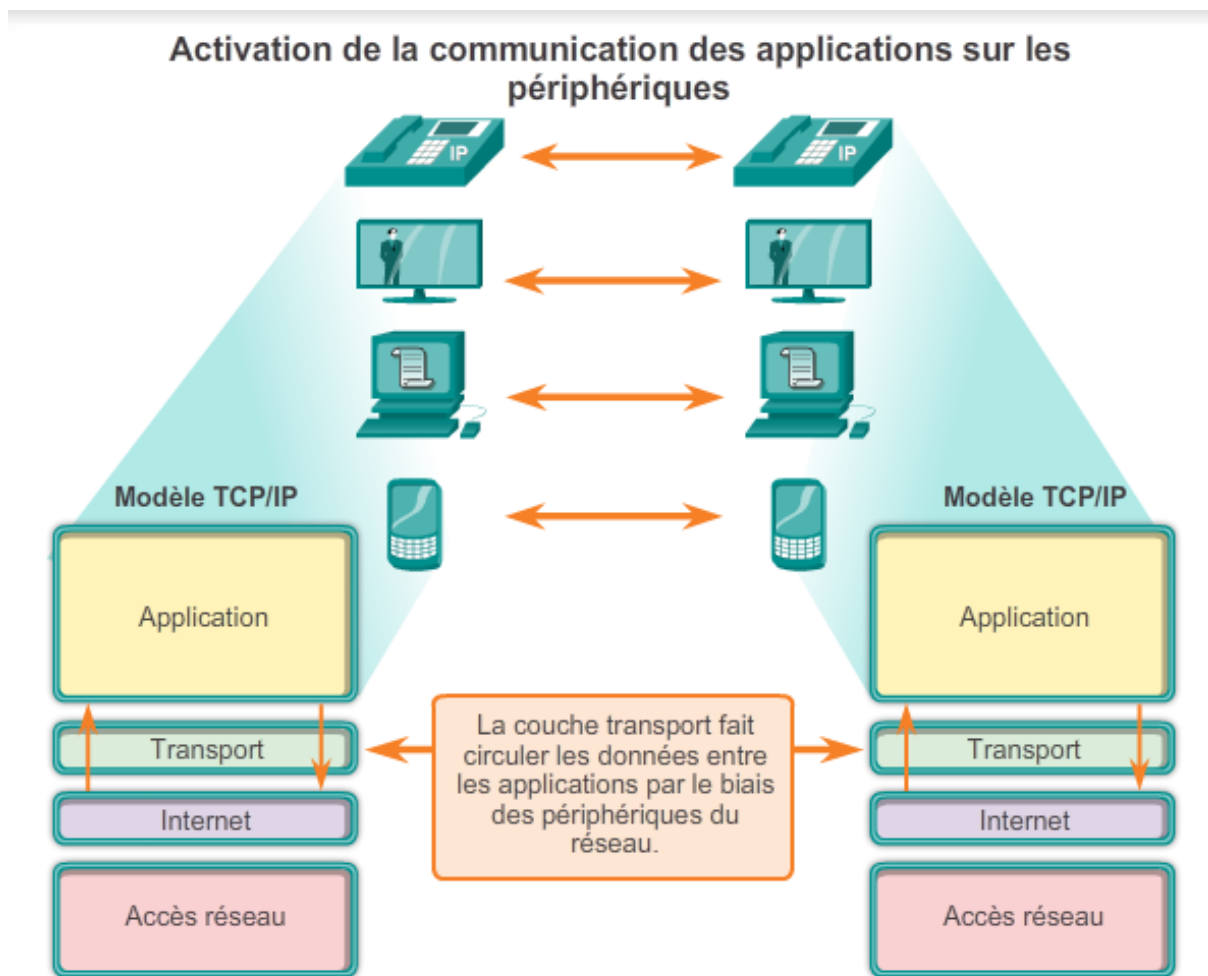 Activation de la communication des applications sur les
périphériques
IP
IP
Modèle TCP/IP
Modèle TCP/IP
Application
Application
La couche transport fait
circuler les données entre
les applications par le biais
des périphériques du
réseau.
Transport
Transport
Internet
Internet
Accès réseau
Accès réseau